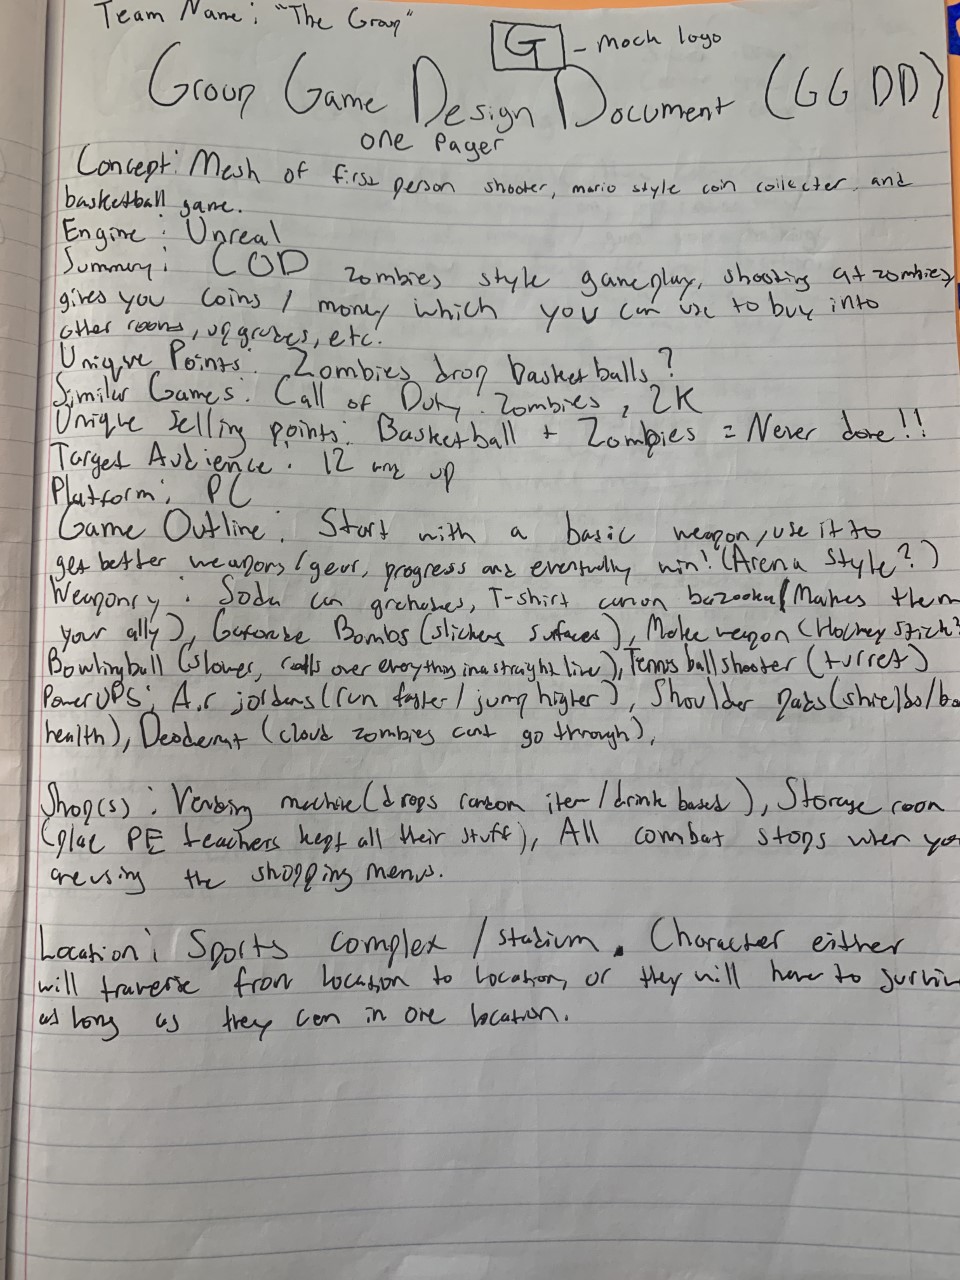 Team Name: "The Group"
G - mock logo
Group Game Design Document (GGDD)
one pager
Concept: Mesh of first person shooter, mario style coin collecter, and
basketball game.
Engine: Unreal
Summary: COD zombies style gameplay, shooting at zombies
gives you coins / money which you can use to buy into
other rooms, upgrades, etc.
Unique Points: Zombies drop basketballs?
Similar Games: Call of Duty: Zombies, 2K
Unique Selling points: Basketball + Zombies = Never done!!
Target Audience: 12 and up
Platform: PC
Game Outline: Start with a basic weapon, use it to
get better weapons/gear, progress and eventually win! (Arena Style?)
Weaponry: Soda can grenades, T-shirt canon bazooka (Makes them
your ally), Gatorade Bombs (slickens surfaces), Melee weapon (Hockey stick?
Bowlingball (slower, rolls over everything in a straight line), Tennis ball shooter (turret)
PowerUPS: Air jordens (run faster / jump higher), Shoulder pads (shields/
health), Deoderant (cloud zombies cant go through),
Shop(s): Vending machine (drops random item/drink based), Storage room
(place PE teachers kept all their stuff), All combat stops when
are using the shopping menus.
Location: Sports complex / stadium. Character either
will traverse from location to location, or they will have to
as long as they can in one location.